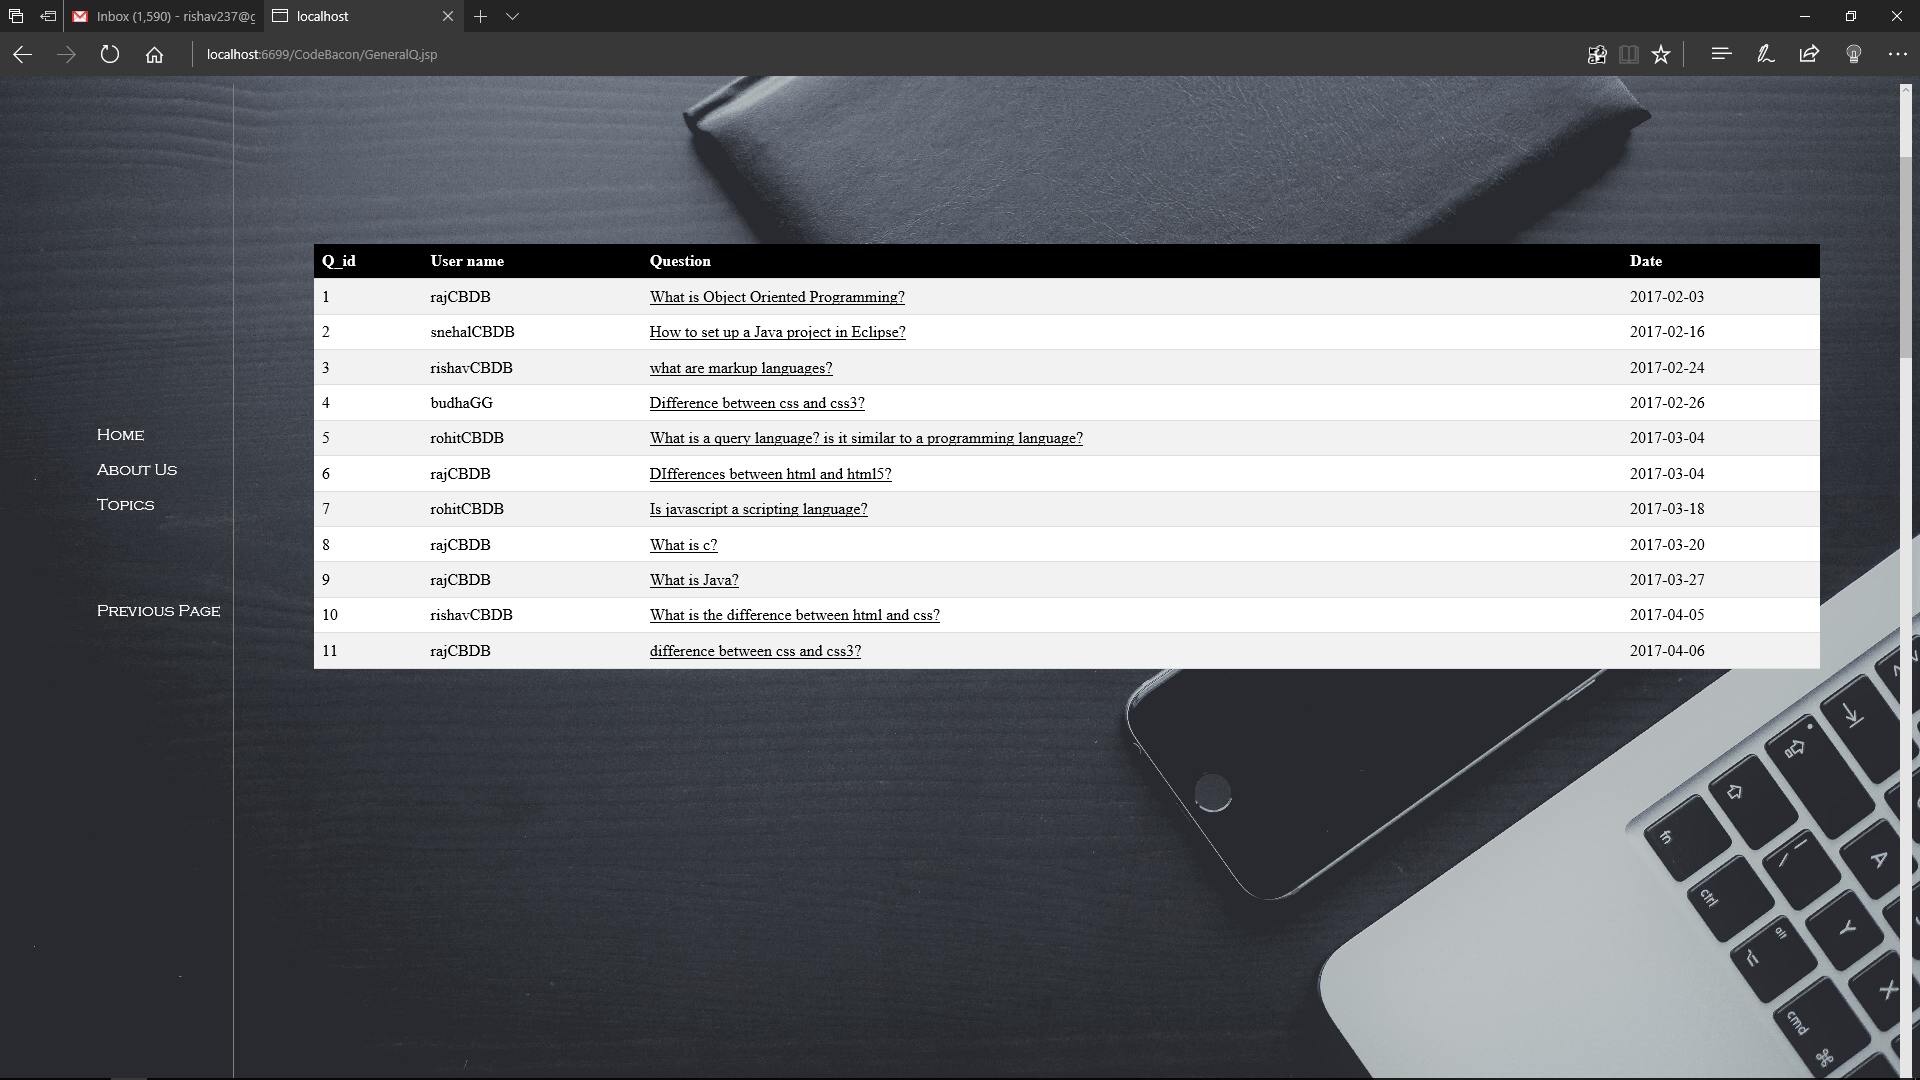 Inbox (1,590) - rishav237@g
localhost
localhost:6699/CodeBacon/GeneralQ.jsp
Q_id User name Question Date
1 rajCBDB What is Object Oriented Programming? 2017-02-03
2 snehalCBDB How to set up a Java project in Eclipse? 2017-02-16
3 rishavCBDB what are markup languages? 2017-02-24
4 budhaGG Difference between css and css3? 2017-02-26
5 rohitCBDB What is a query language? is it similar to a programming language? 2017-03-04
6 rajCBDB DIfferences between html and html5? 2017-03-04
7 rohitCBDB Is javascript a scripting language? 2017-03-18
8 rajCBDB What is c? 2017-03-20
9 rajCBDB What is Java? 2017-03-27
10 rishavCBDB What is the difference between html and css? 2017-04-05
11 rajCBDB difference between css and css3? 2017-04-06
Home
About Us
Topics
Previous Page
fn
ctrl
alt
cmd
A
Y
X